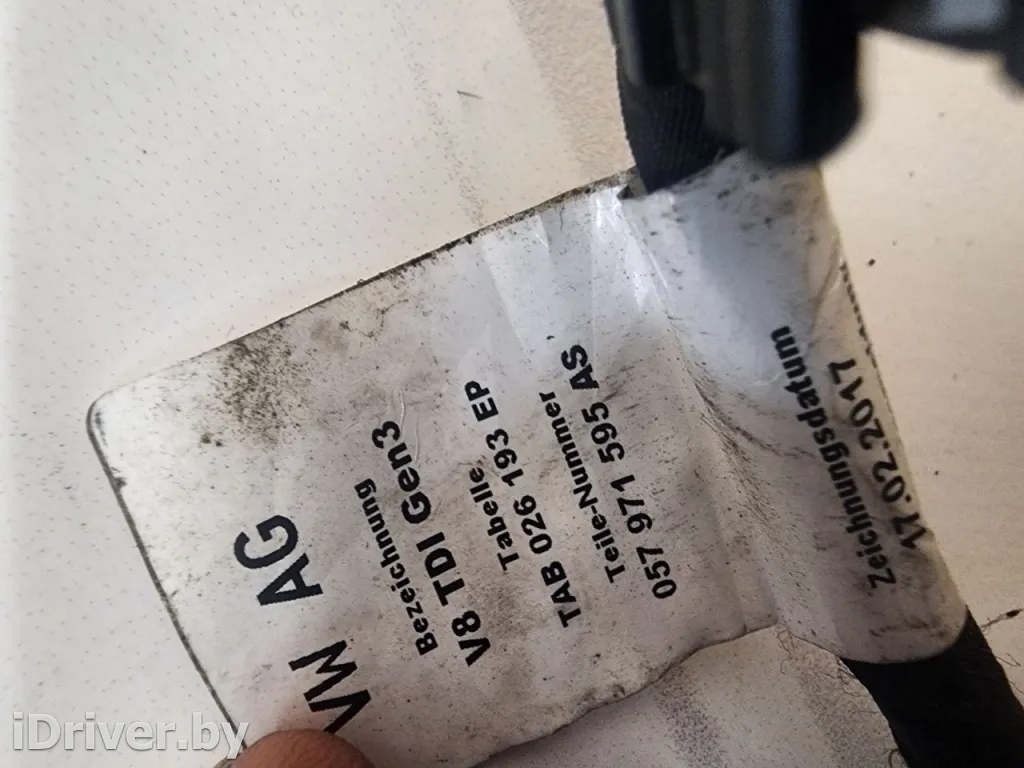 VW AG
Bezeichnung
V8 TDI Gen3
Tabelle
TAB 026 193 EP
Teile-Nummer
057 971 595 AS
Zeichnungsdatum
17.02.2017
iDriver.by